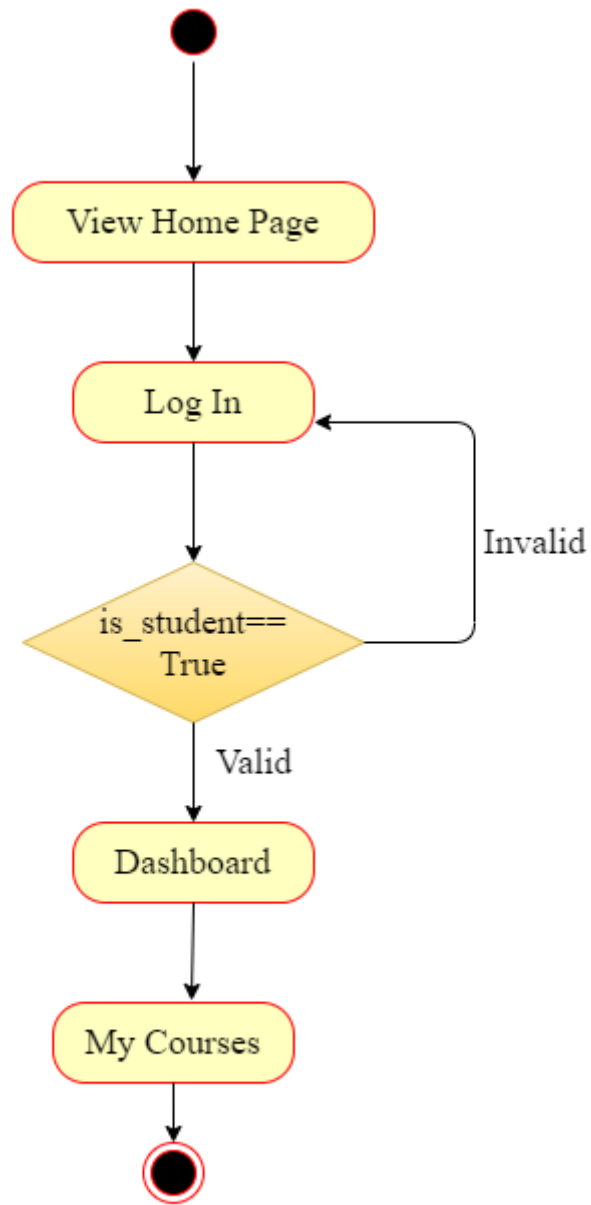 View Home Page
Log In
Invalid
is_student==
True
Valid
Dashboard
My Courses